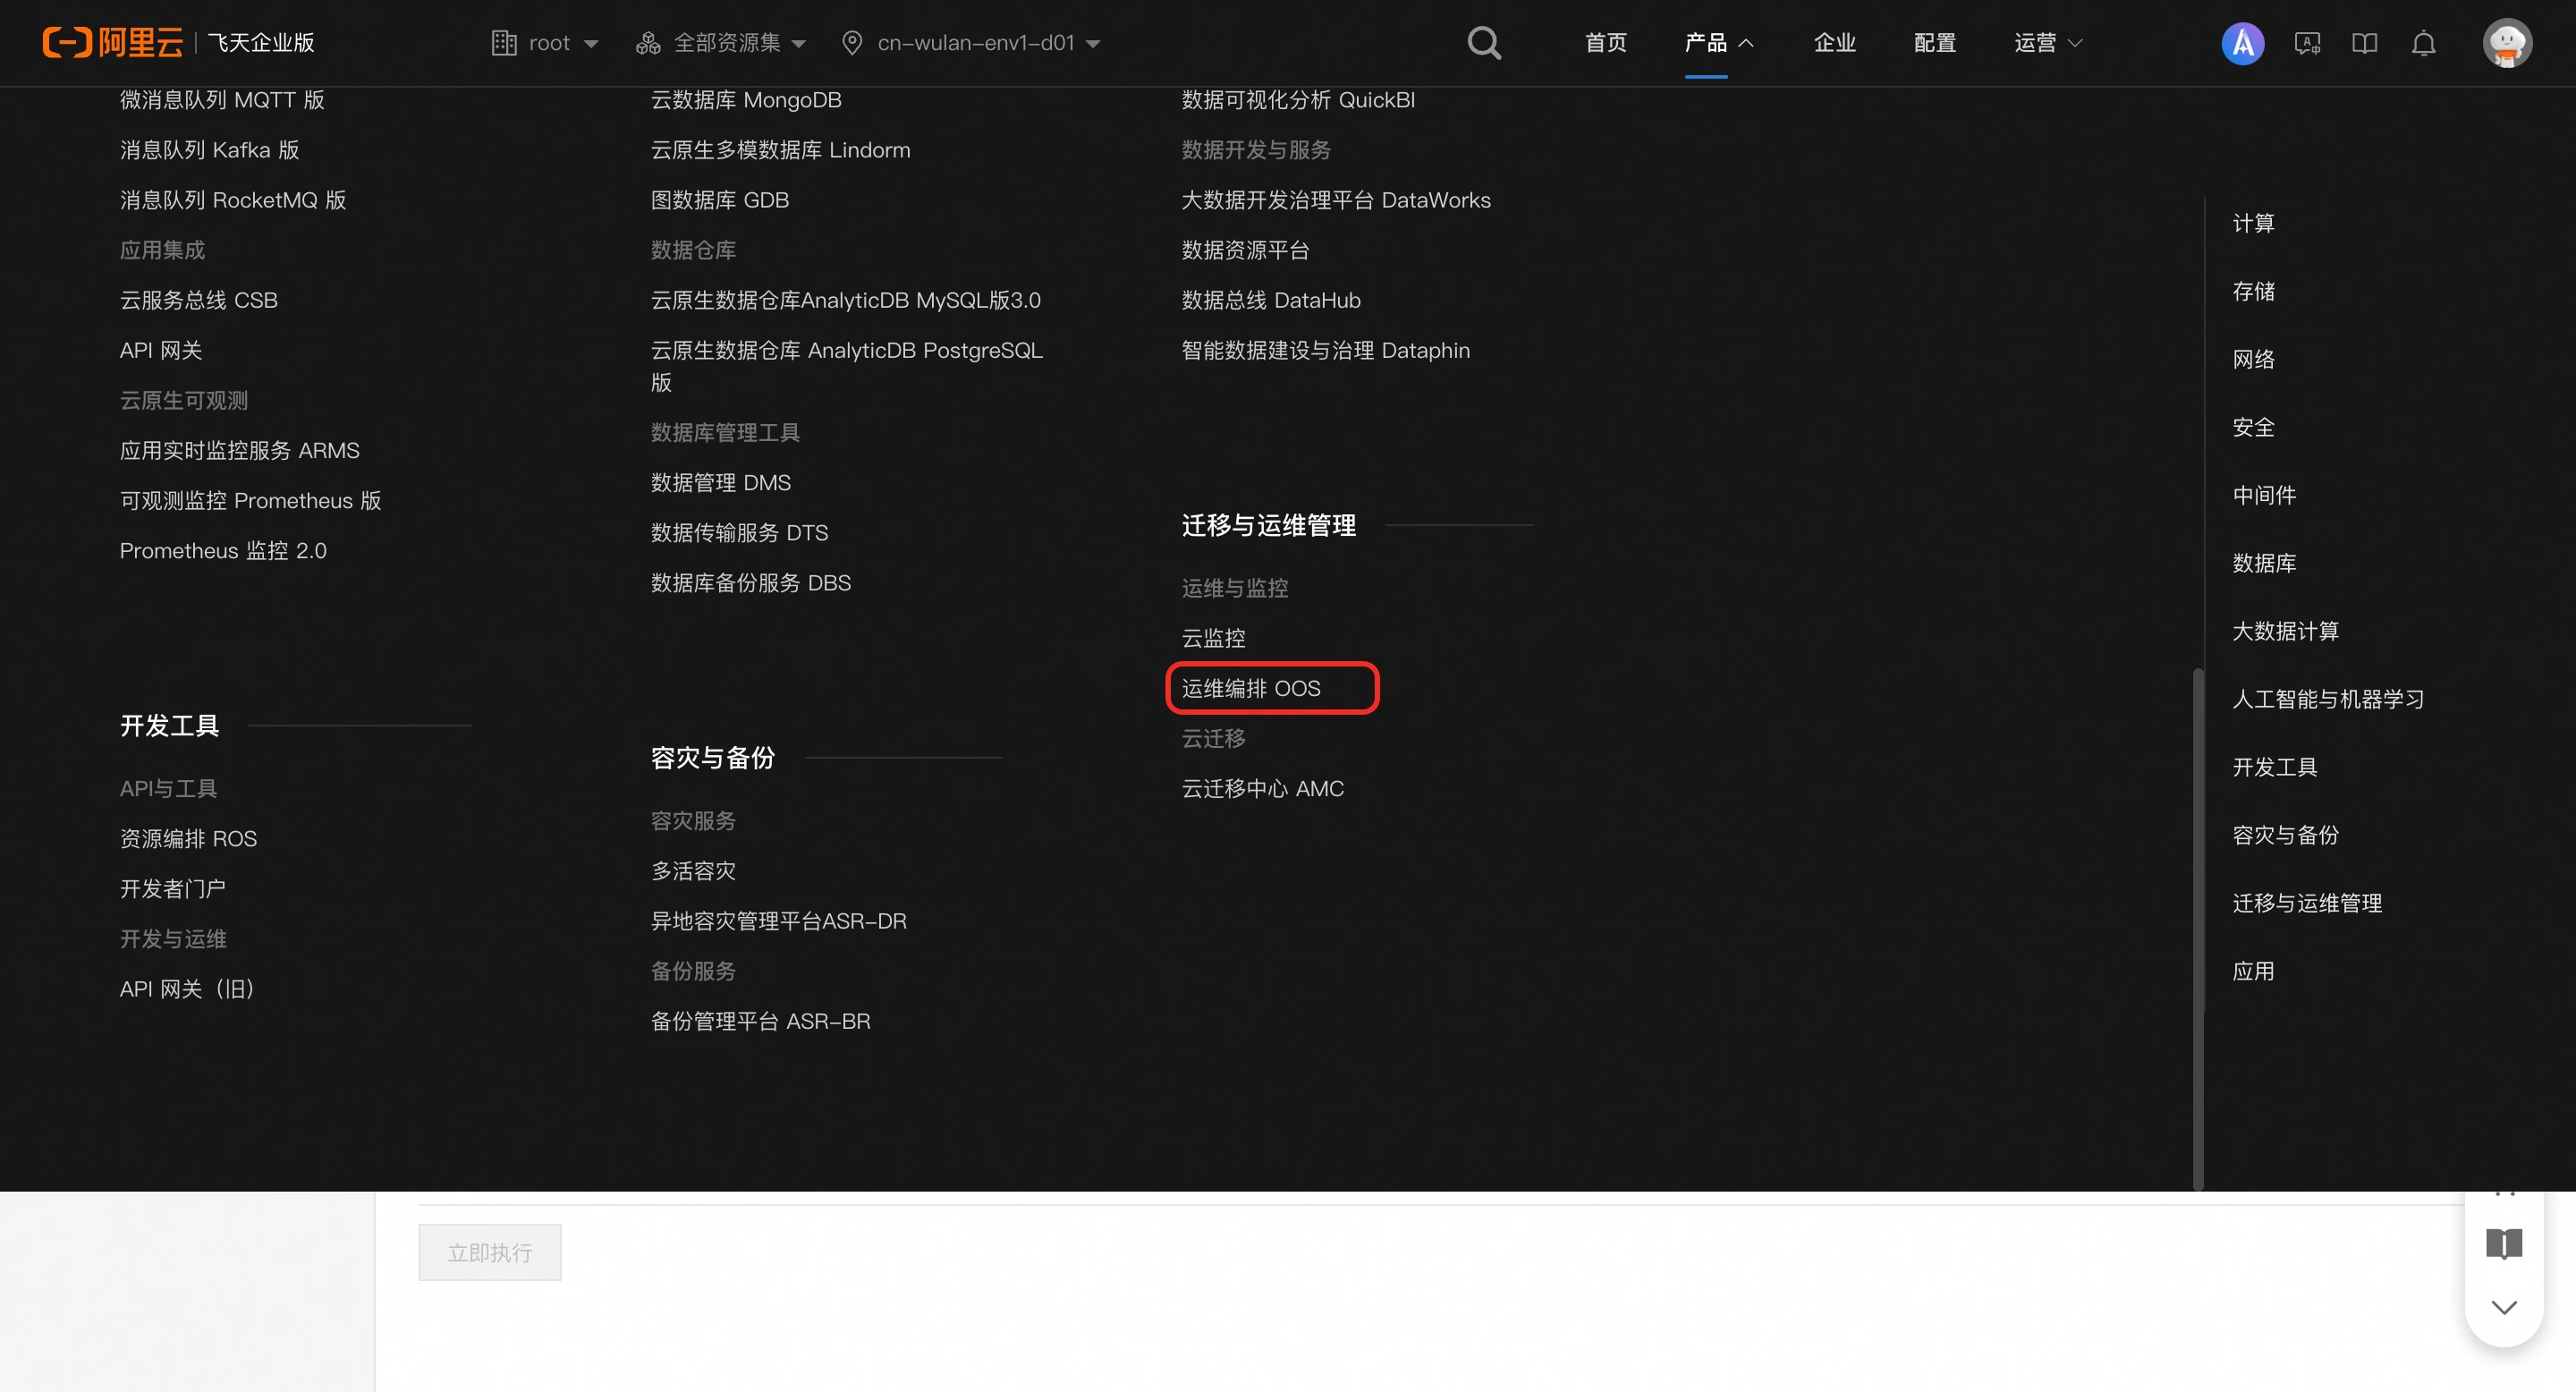 阿里云
飞天企业版
root
全部资源集
cn-wulan-env1-d01
首页
产品
企业
配置
运营
微消息队列 MQTT 版
消息队列 Kafka 版
消息队列 RocketMQ 版
应用集成
云服务总线 CSB
API 网关
云原生可观测
应用实时监控服务 ARMS
可观测监控 Prometheus 版
Prometheus 监控 2.0
开发工具
API与工具
资源编排 ROS
开发者门户
开发与运维
API 网关（旧）
云数据库 MongoDB
云原生多模数据库 Lindorm
图数据库 GDB
数据仓库
云原生数据仓库AnalyticDB MySQL版3.0
云原生数据仓库 AnalyticDB PostgreSQL
版
数据库管理工具
数据管理 DMS
数据传输服务 DTS
数据库备份服务 DBS
容灾与备份
容灾服务
多活容灾
异地容灾管理平台ASR-DR
备份服务
备份管理平台 ASR-BR
数据可视化分析 QuickBI
数据开发与服务
大数据开发治理平台 DataWorks
数据资源平台
数据总线 DataHub
智能数据建设与治理 Dataphin
迁移与运维管理
运维与监控
云监控
运维编排 OOS
云迁移
云迁移中心 AMC
计算
存储
网络
安全
中间件
数据库
大数据计算
人工智能与机器学习
开发工具
容灾与备份
迁移与运维管理
应用
立即执行